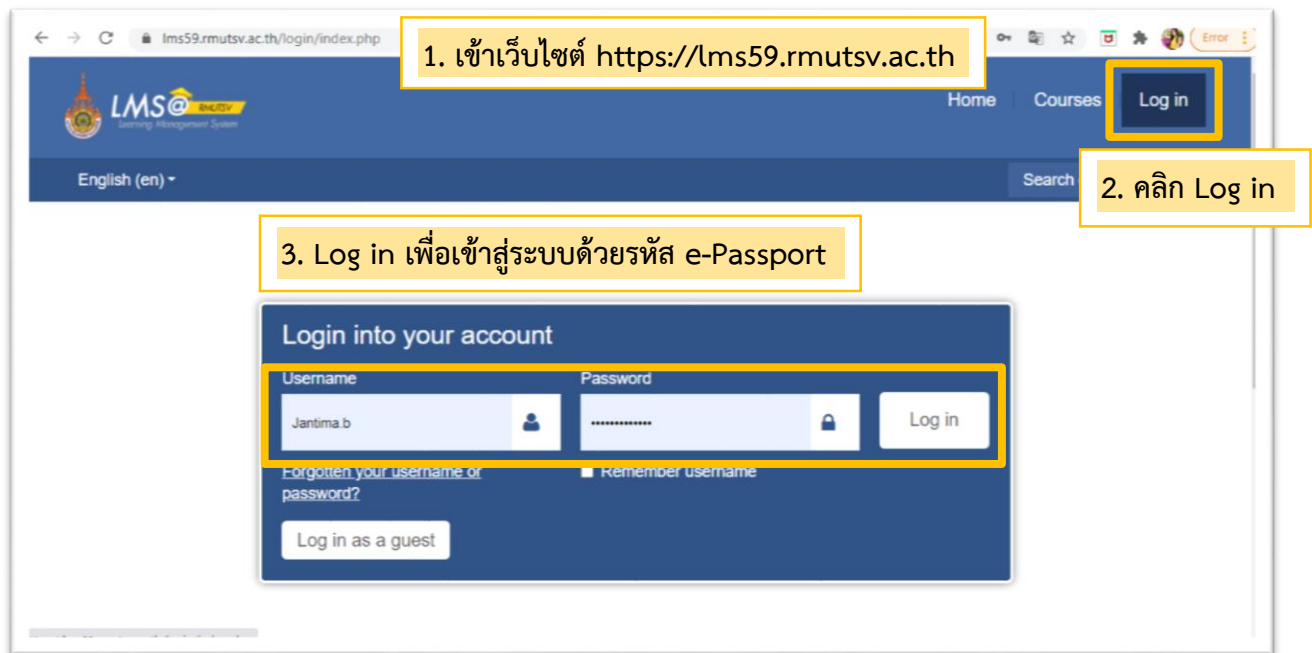 lms59.rmutsv.ac.th/login/index.php
1. เข้าเว็บไซต์ https://lms59.rmutsv.ac.th
Error
LMS@ RMUTSV
Learning Management System
Home Courses Log in
English (en)
Search
2. คลิก Log in
3. Log in เพื่อเข้าสู่ระบบด้วยรหัส e-Passport
Login into your account
Username Password
Jantima.b ••••••••••••• Log in
Forgotten your username or Remember username
password?
Log in as a guest